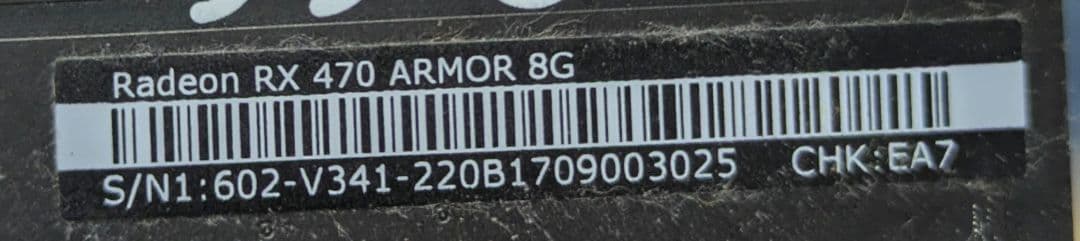 Radeon RX 470 ARMOR 8G
S/N1:602-V341-220B1709003025 CHK:EA7